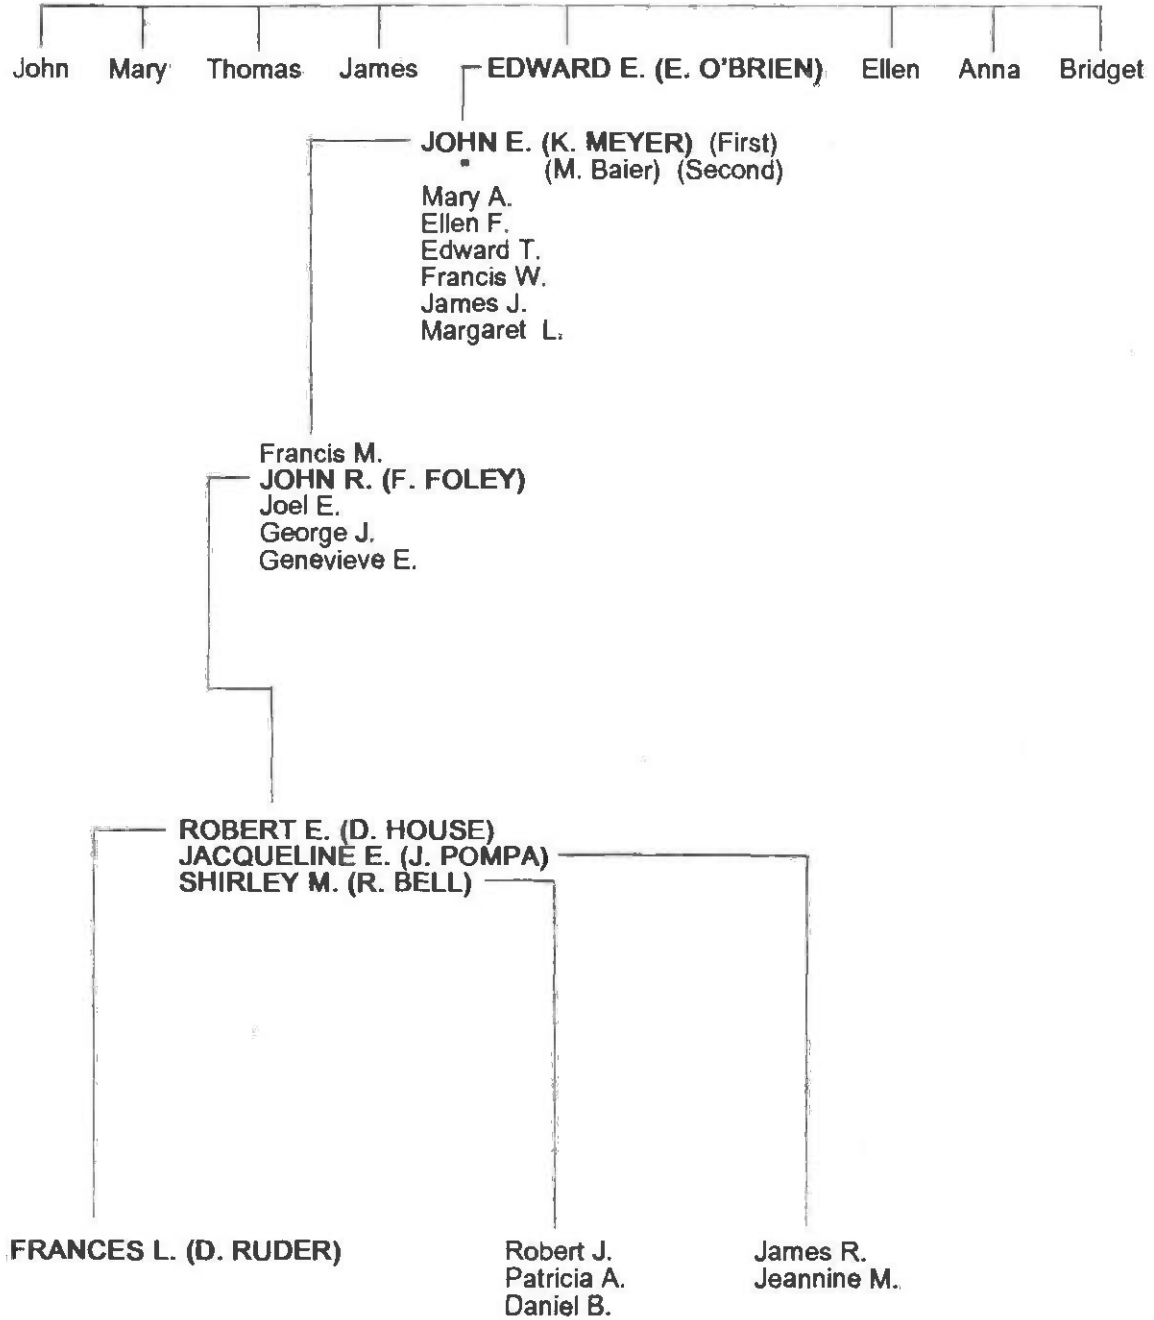 John Mary Thomas James EDWARD E. (E. O'BRIEN) Ellen Anna Bridget
JOHN E. (K. MEYER) (First)
(M. Baier) (Second)
Mary A.
Ellen F.
Edward T.
Francis W.
James J.
Margaret L.
Francis M.
JOHN R. (F. FOLEY)
Joel E.
George J.
Genevieve E.
ROBERT E. (D. HOUSE)
JACQUELINE E. (J. POMPA)
SHIRLEY M. (R. BELL)
FRANCES L. (D. RUDER)
Robert J.
Patricia A.
Daniel B.
James R.
Jeannine M.